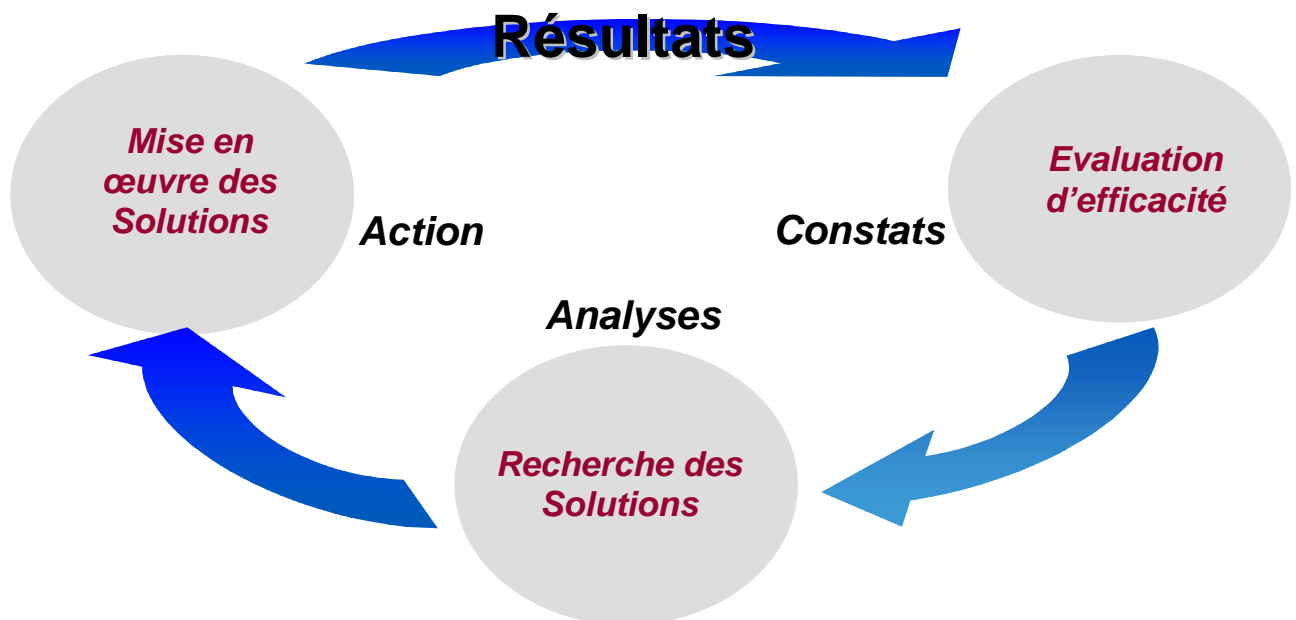 Résultats
Mise en
œuvre des
Solutions
Evaluation
d’efficacité
Action
Constats
Analyses
Recherche des
Solutions